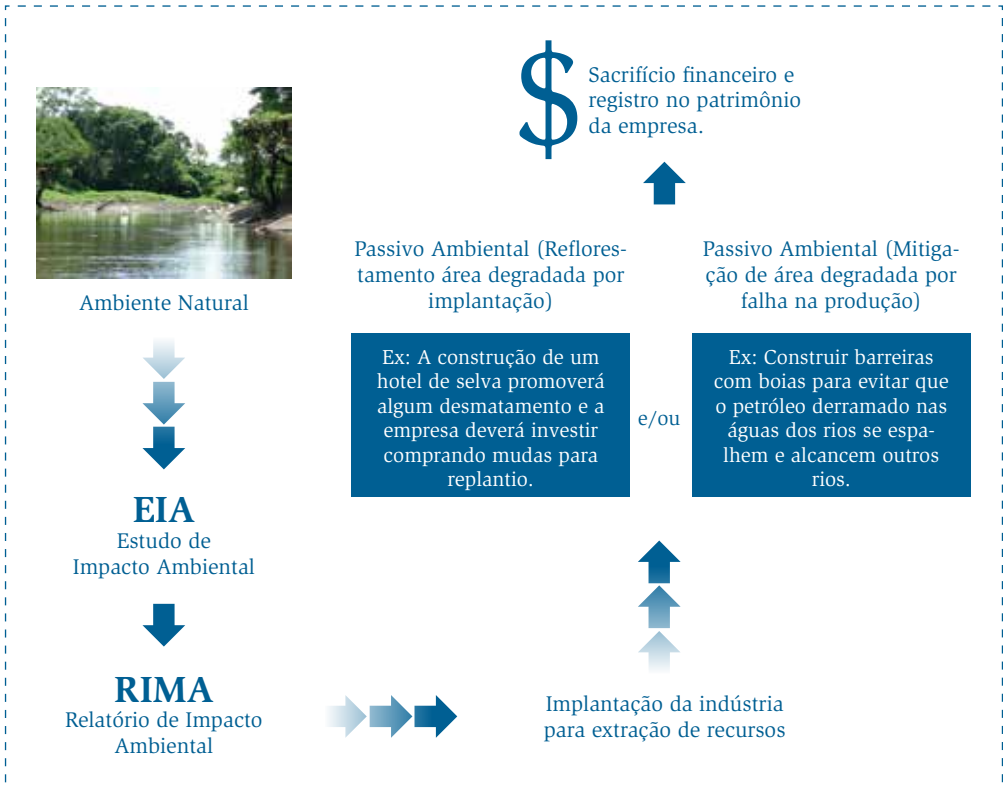 Ambiente Natural
EIA
Estudo de
Impacto Ambiental
RIMA
Relatório de Impacto
Ambiental
Implantação da indústria
para extração de recursos
Passivo Ambiental (Reflores-
tamento área degradada por
implantação)
Ex: A construção de um
hotel de selva promoverá
algum desmatamento e a
empresa deverá investir
comprando mudas para
replantio.
e/ou
Passivo Ambiental (Mitiga-
ção de área degradada por
falha na produção)
Ex: Construir barreiras
com boias para evitar que
o petróleo derramado nas
águas dos rios se espa-
lhem e alcancem outros
rios.
$
Sacrifício financeiro e
registro no patrimônio
da empresa.